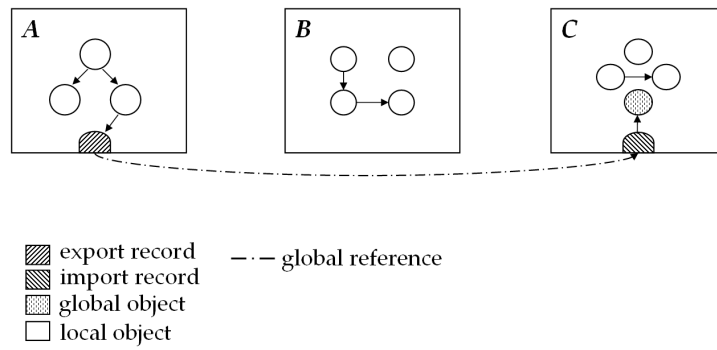 A
B
C
export record
global reference
import record
global object
local object